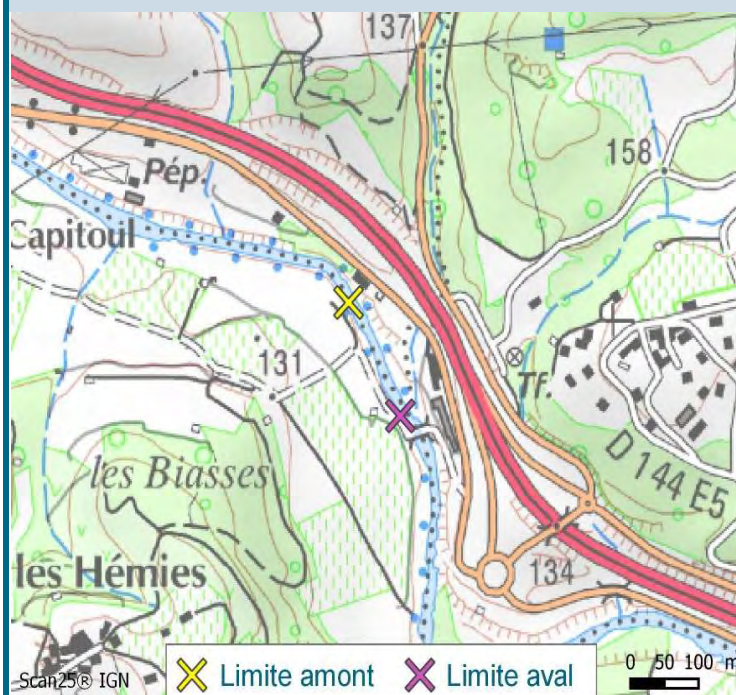 137
158
Pép.
Capitoul
131
Tf.
les Biasses
D 144 E5
les Hémies
134
Scan25® IGN
Limite amont
Limite aval
0 50 100 m